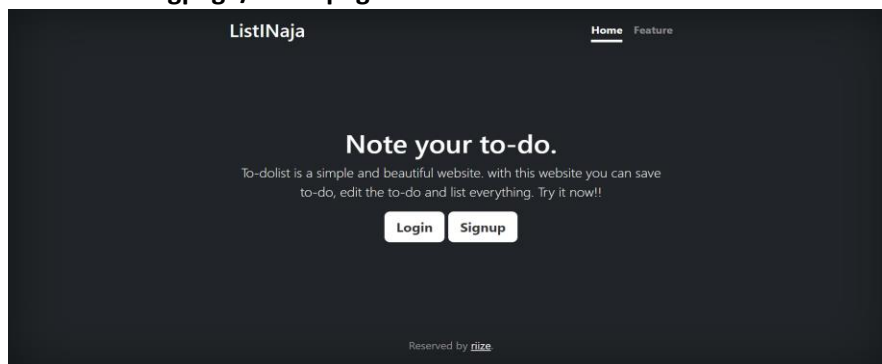 ListINaja
Home Feature
Note your to-do.
To-dolist is a simple and beautiful website. with this website you can save
to-do, edit the to-do and list everything. Try it now!!
Login Signup
Reserved by riize.